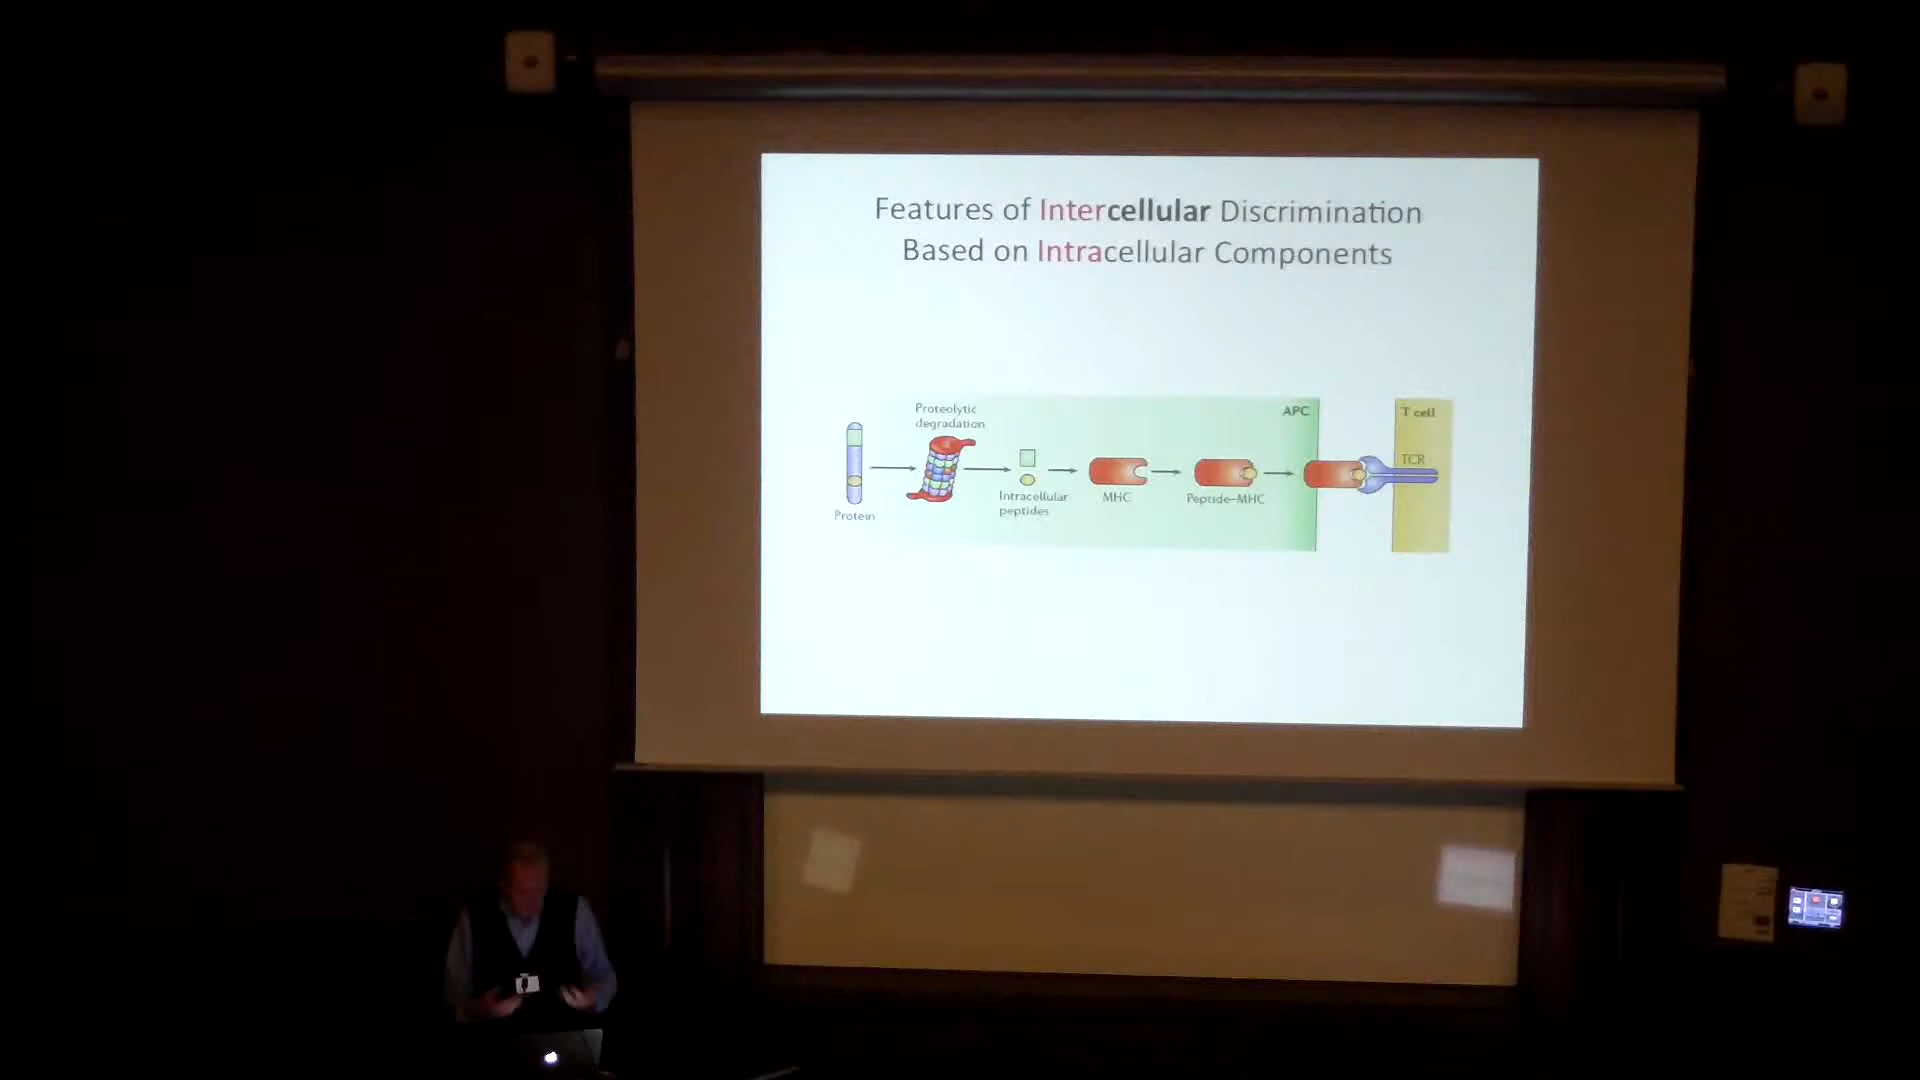 Features of Intercellular Discrimination
Based on Intracellular Components
Proteolytic
degradation
APC
T cell
TCR
Intracellular
peptides
MHC
Peptide–MHC
Protein